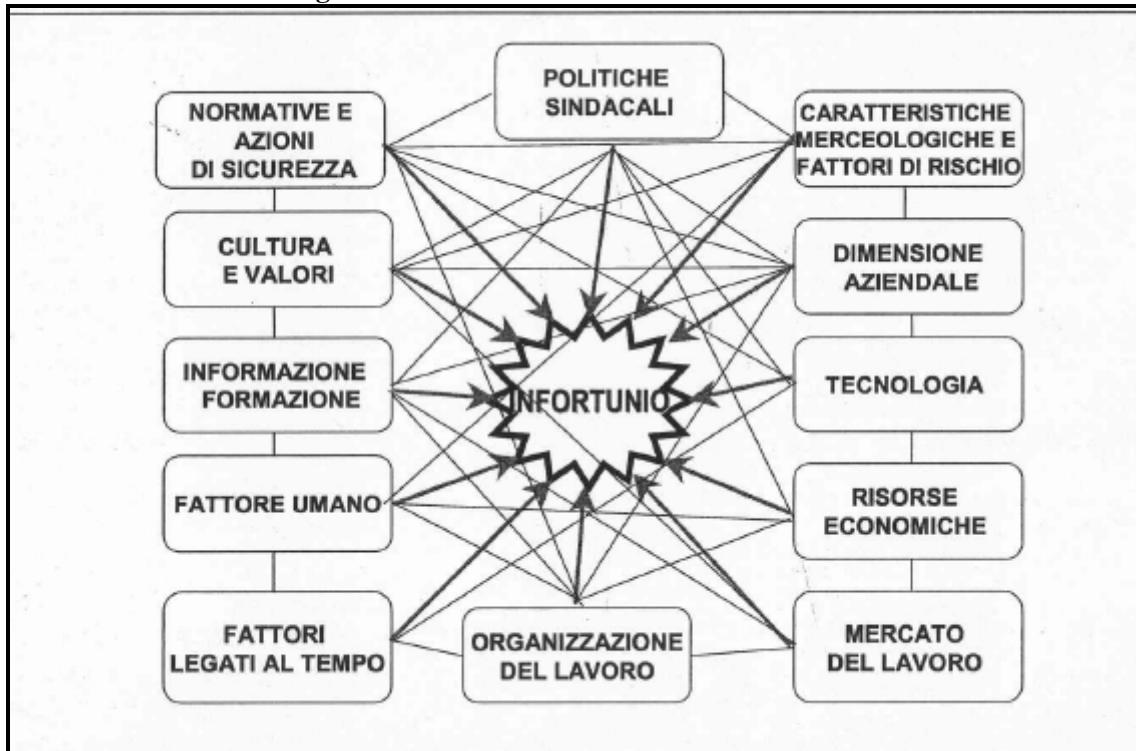 POLITICHE
SINDACALI
NORMATIVE E
AZIONI
DI SICUREZZA
CARATTERISTICHE
MERCEOLOGICHE E
FATTORI DI RISCHIO
CULTURA
E VALORI
DIMENSIONE
AZIENDALE
INFORMAZIONE
FORMAZIONE
INFORTUNIO
TECNOLOGIA
FATTORE UMANO
RISORSE
ECONOMICHE
FATTORI
LEGATI AL TEMPO
ORGANIZZAZIONE
DEL LAVORO
MERCATO
DEL LAVORO